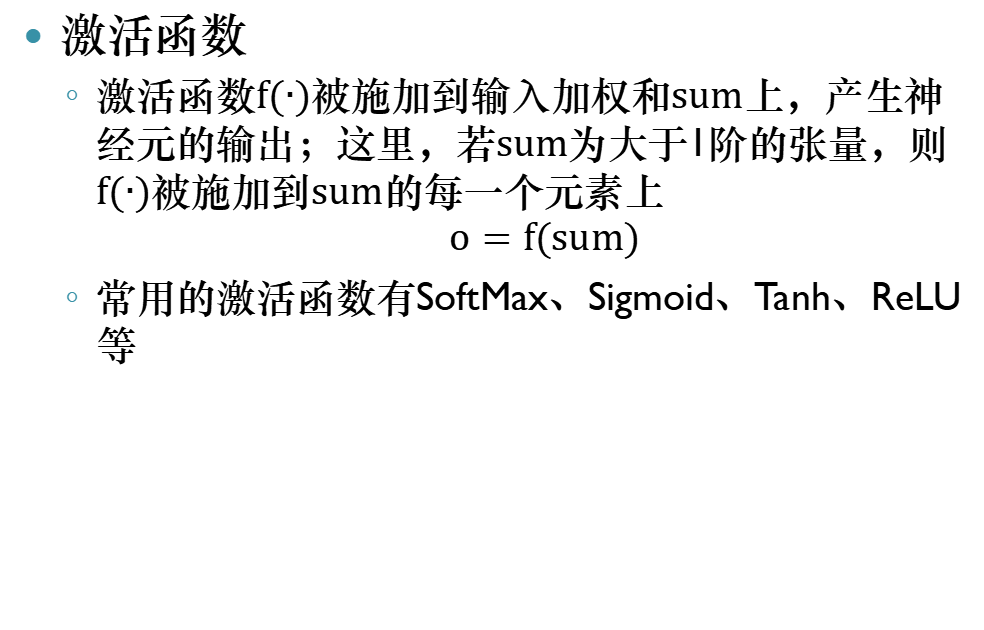 激活函数
激活函数f(·)被施加到输入加权和sum上，产生神
经元的输出；这里，若sum为大于1阶的张量，则
f(·)被施加到sum的每一个元素上
o = f(sum)
常用的激活函数有SoftMax、Sigmoid、Tanh、ReLU
等